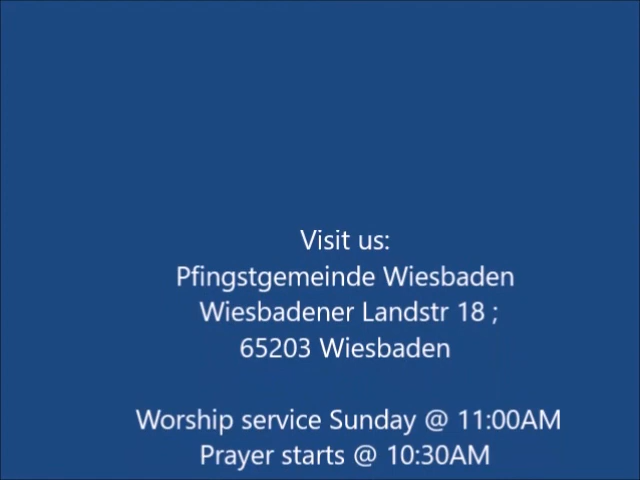 Visit us:
Pfingstgemeinde Wiesbaden
Wiesbadener Landstr 18 ;
65203 Wiesbaden
Worship service Sunday @ 11:00AM
Prayer starts @ 10:30AM